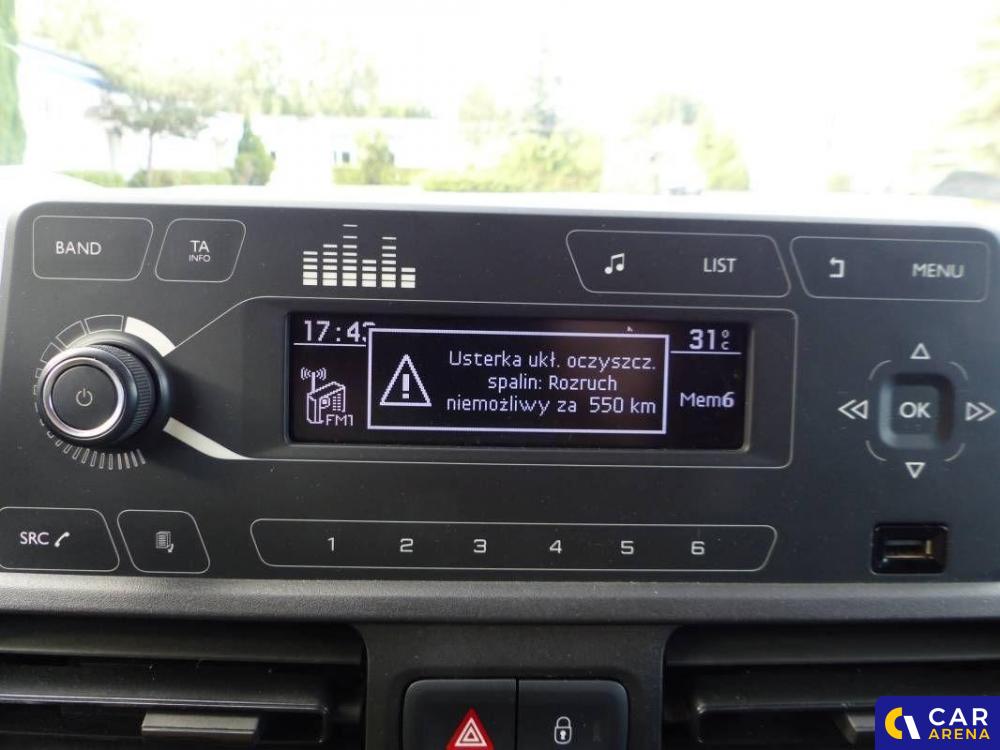 BAND
TA
INFO
LIST
MENU
17:43
31°C
Usterka ukł. oczyszcz.
spalin: Rozruch
niemożliwy za 550 km
FM1
Mem6
OK
SRC
1 2 3 4 5 6
CAR
ARENA